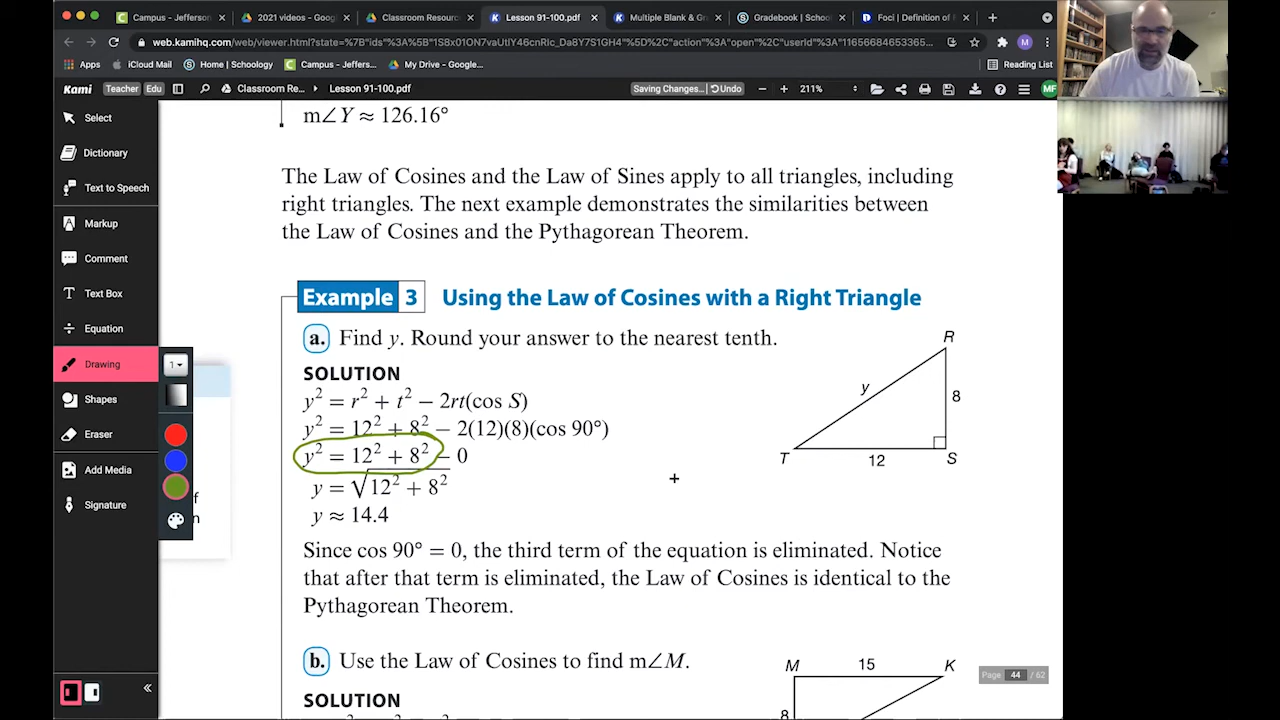 Campus - Jefferson
2021 videos - Goog
Classroom Resourc
Lesson 91-100.pdf
Multiple Blank & Gr
Gradebook | Schoo
Foci | Definition of F
Apps
iCloud Mail
Home | Schoology
Campus - Jeffers...
My Drive - Google...
Reading List
Kami
Teacher
Edu
Classroom Re...
Lesson 91-100.pdf
Saving Changes...
Undo
211%
MF
Select
Dictionary
Text to Speech
Markup
Comment
Text Box
Equation
Drawing
1
Shapes
Eraser
Add Media
Signature
m∠Y ≈ 126.16°
The Law of Cosines and the Law of Sines apply to all triangles, including
right triangles. The next example demonstrates the similarities between
the Law of Cosines and the Pythagorean Theorem.
Example 3 Using the Law of Cosines with a Right Triangle
a. Find y. Round your answer to the nearest tenth.
SOLUTION
y² = r² + t² − 2rt(cos S)
y² = 12² + 8² − 2(12)(8)(cos 90°)
y² = 12² + 8² − 0
y = √12² + 8²
y ≈ 14.4
R
y
8
T
12
S
Since cos 90° = 0, the third term of the equation is eliminated. Notice
that after that term is eliminated, the Law of Cosines is identical to the
Pythagorean Theorem.
b. Use the Law of Cosines to find m∠M.
SOLUTION
M
15
K
8
Page 44 / 62